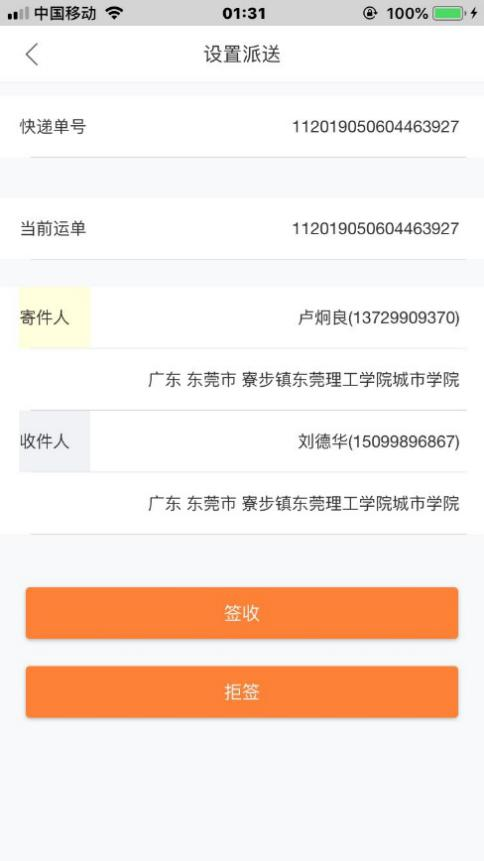 中国移动 01:31 100%
设置派送
快递单号 112019050604463927
当前运单 112019050604463927
寄件人 卢炯良(13729909370)
广东 东莞市 寮步镇东莞理工学院城市学院
收件人 刘德华(15099896867)
广东 东莞市 寮步镇东莞理工学院城市学院
签收
拒签